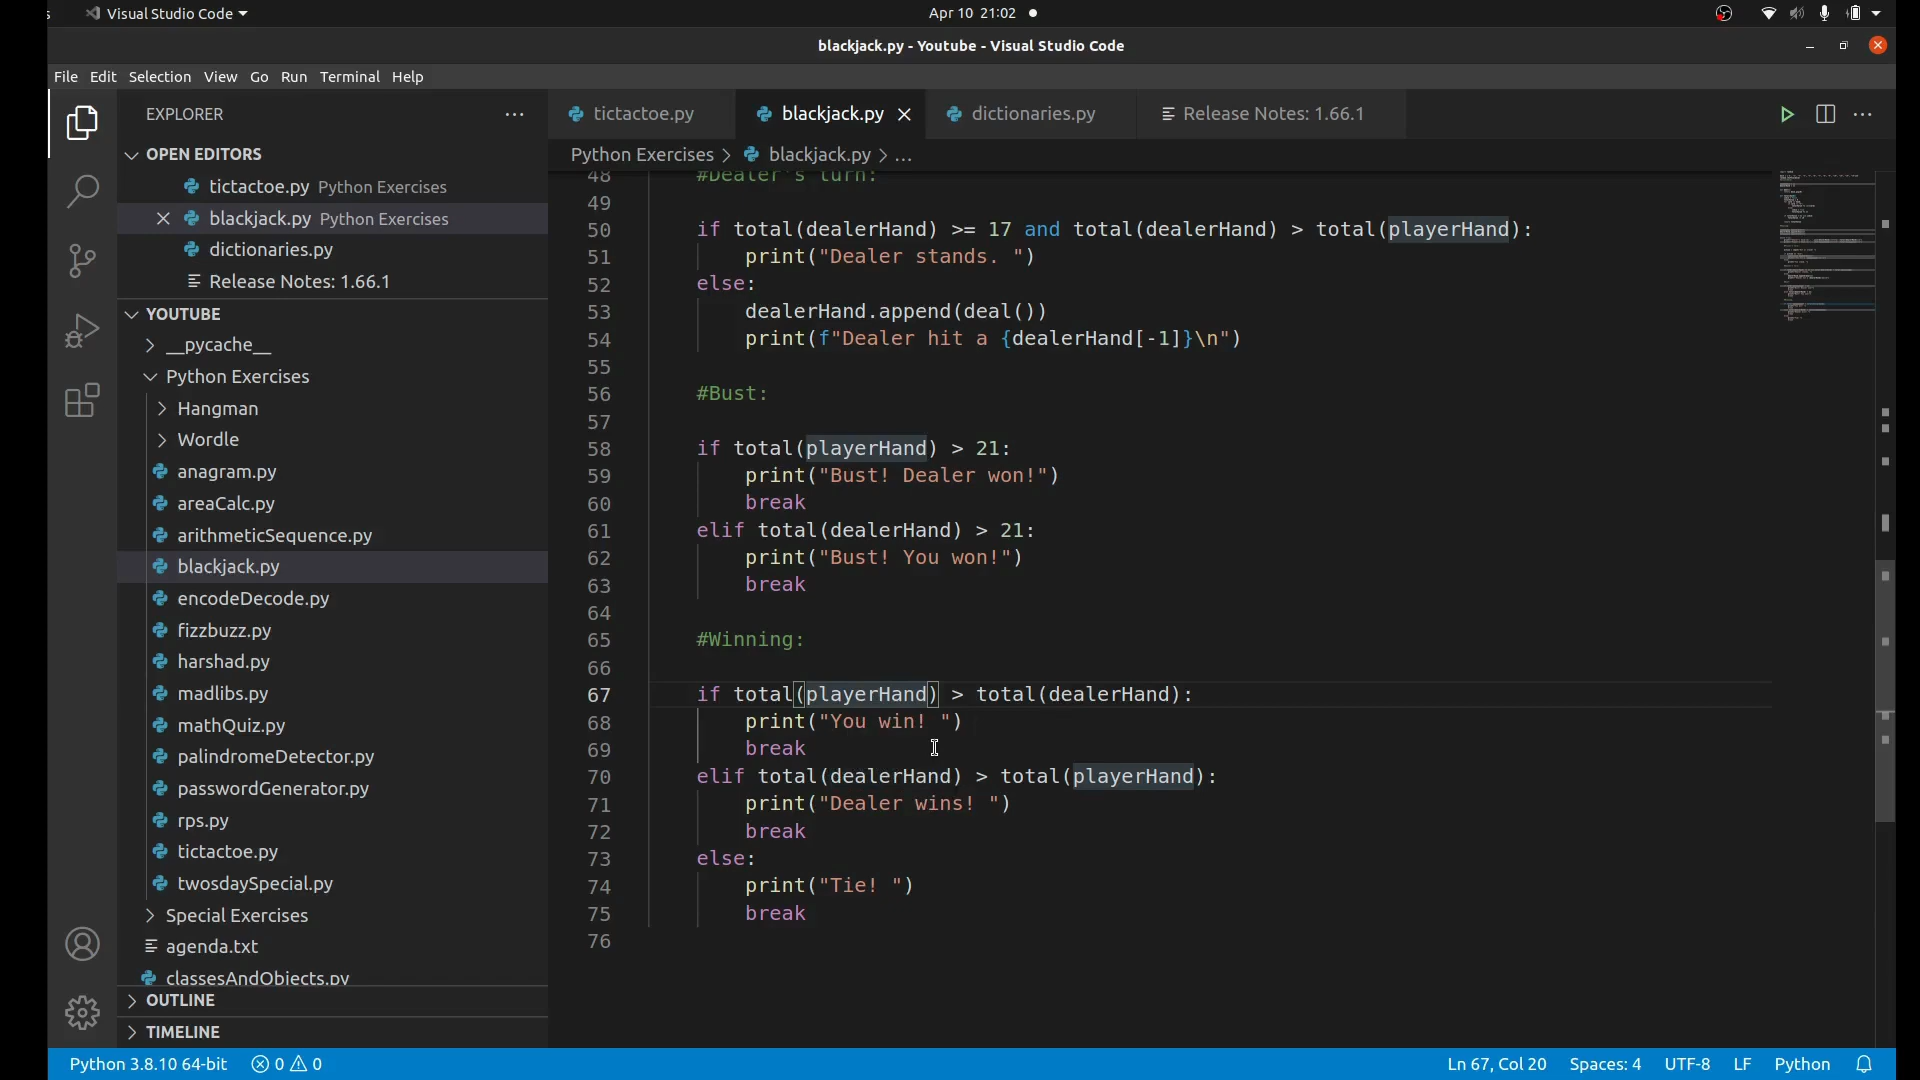 Visual Studio Code
Apr 10 21:02
blackjack.py - Youtube - Visual Studio Code
File Edit Selection View Go Run Terminal Help
EXPLORER
OPEN EDITORS
tictactoe.py Python Exercises
blackjack.py Python Exercises
dictionaries.py
Release Notes: 1.66.1
YOUTUBE
__pycache__
Python Exercises
Hangman
Wordle
anagram.py
areaCalc.py
arithmeticSequence.py
blackjack.py
encodeDecode.py
fizzbuzz.py
harshad.py
madlibs.py
mathQuiz.py
palindromeDetector.py
passwordGenerator.py
rps.py
tictactoe.py
twosdaySpecial.py
Special Exercises
agenda.txt
classesAndObjects.py
OUTLINE
TIMELINE
tictactoe.py blackjack.py dictionaries.py Release Notes: 1.66.1
Python Exercises > blackjack.py > ...
48 #Dealer's turn:
49
50 if total(dealerHand) >= 17 and total(dealerHand) > total(playerHand):
51 print("Dealer stands. ")
52 else:
53 dealerHand.append(deal())
54 print(f"Dealer hit a {dealerHand[-1]}\n")
55
56 #Bust:
57
58 if total(playerHand) > 21:
59 print("Bust! Dealer won!")
60 break
61 elif total(dealerHand) > 21:
62 print("Bust! You won!")
63 break
64
65 #Winning:
66
67 if total(playerHand) > total(dealerHand):
68 print("You win! ")
69 break
70 elif total(dealerHand) > total(playerHand):
71 print("Dealer wins! ")
72 break
73 else:
74 print("Tie! ")
75 break
76
Python 3.8.10 64-bit 0 0 Ln 67, Col 20 Spaces: 4 UTF-8 LF Python